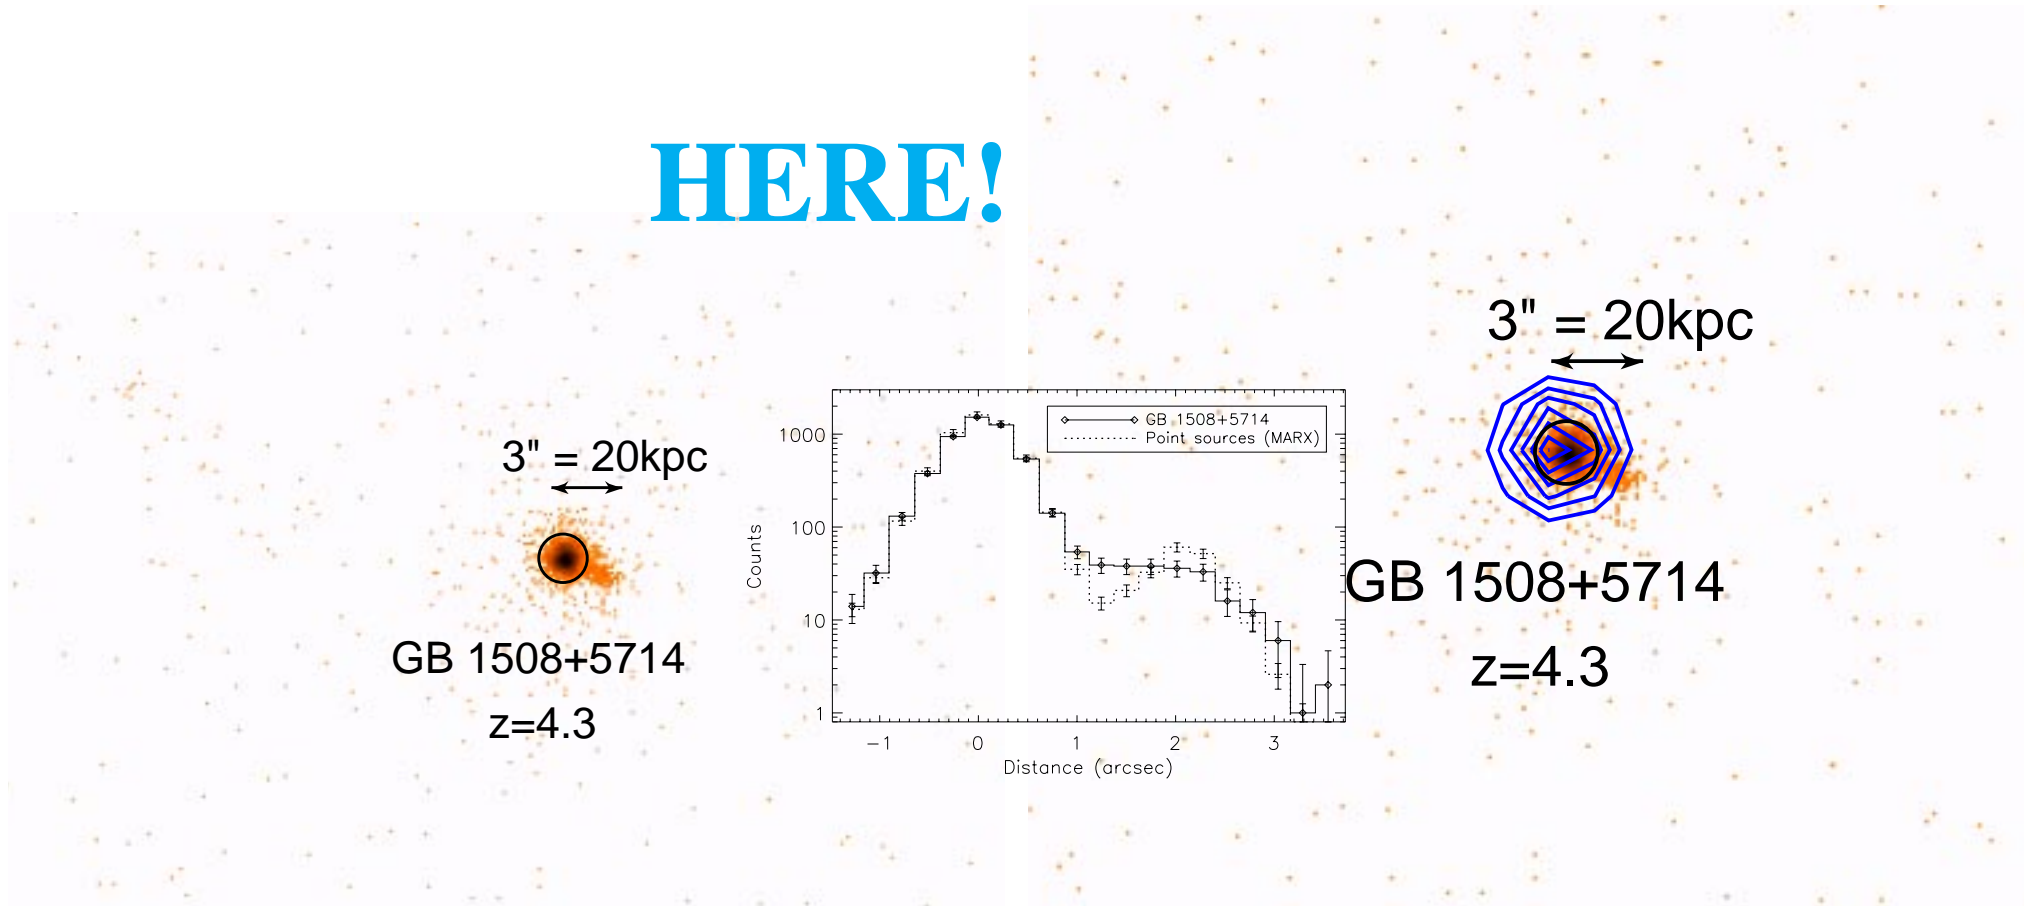 HERE!
3" = 20kpc
GB 1508+5714
z=4.3
GB 1508+5714
Point sources (MARX)
1000
100
10
1
Counts
−1 0 1 2 3
Distance (arcsec)
3" = 20kpc
GB 1508+5714
z=4.3